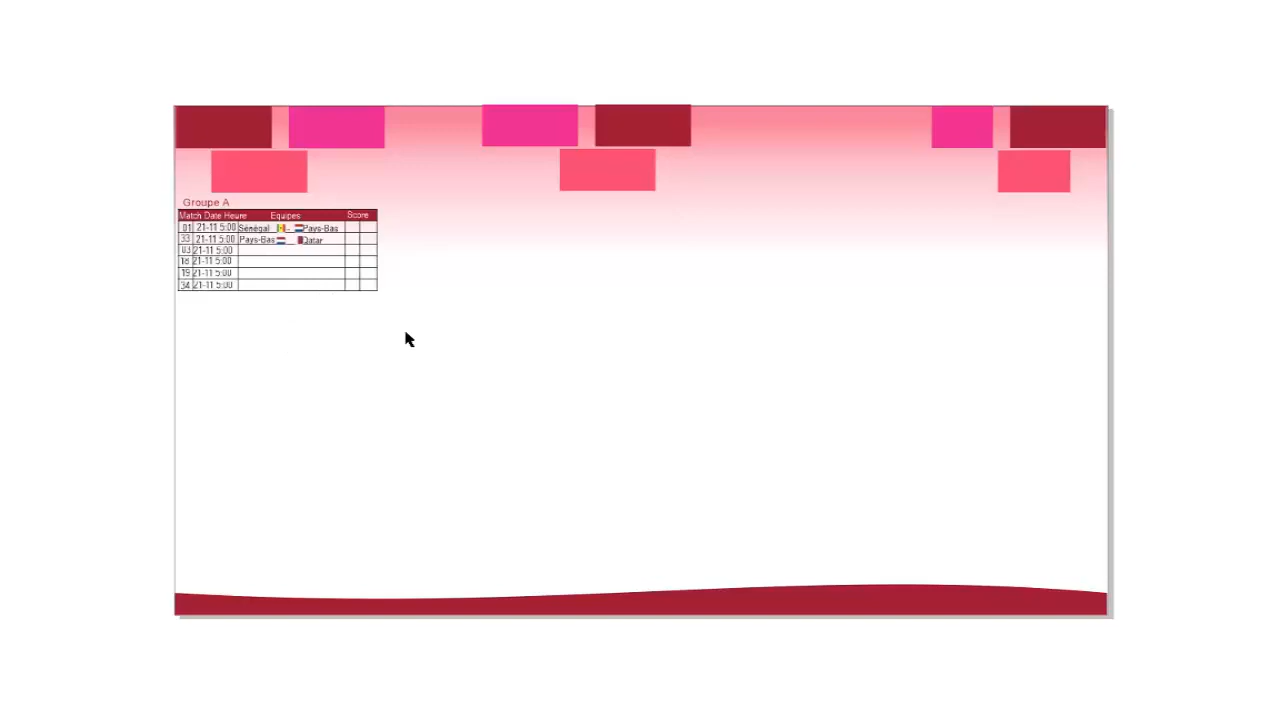 Groupe A
Match Date Heure Equipes Score
01 21-11 5:00 Sénégal - Pays-Bas
33 21-11 5:00 Pays-Bas Qatar
03 21-11 5:00
18 21-11 5:00
19 21-11 5:00
34 21-11 5:00